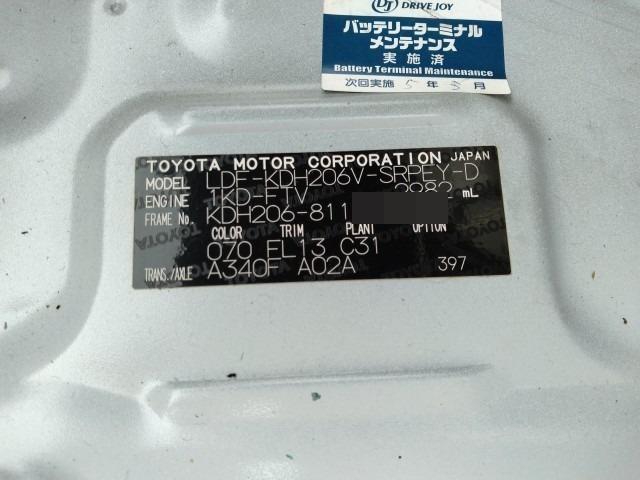 DJ DRIVE JOY
バッテリーターミナル
メンテナンス
実施済
Battery Terminal Maintenance
次回実施 5年3月
TOYOTA MOTOR CORPORATION JAPAN
MODEL LDF-KDH206V-SRPEY-D
ENGINE 1KD-FTV 2982 mL
FRAME No. KDH206-811
COLOR TRIM PLANT OPTION
070 FL13 C31
TRANS./AXLE A340F A02A 397